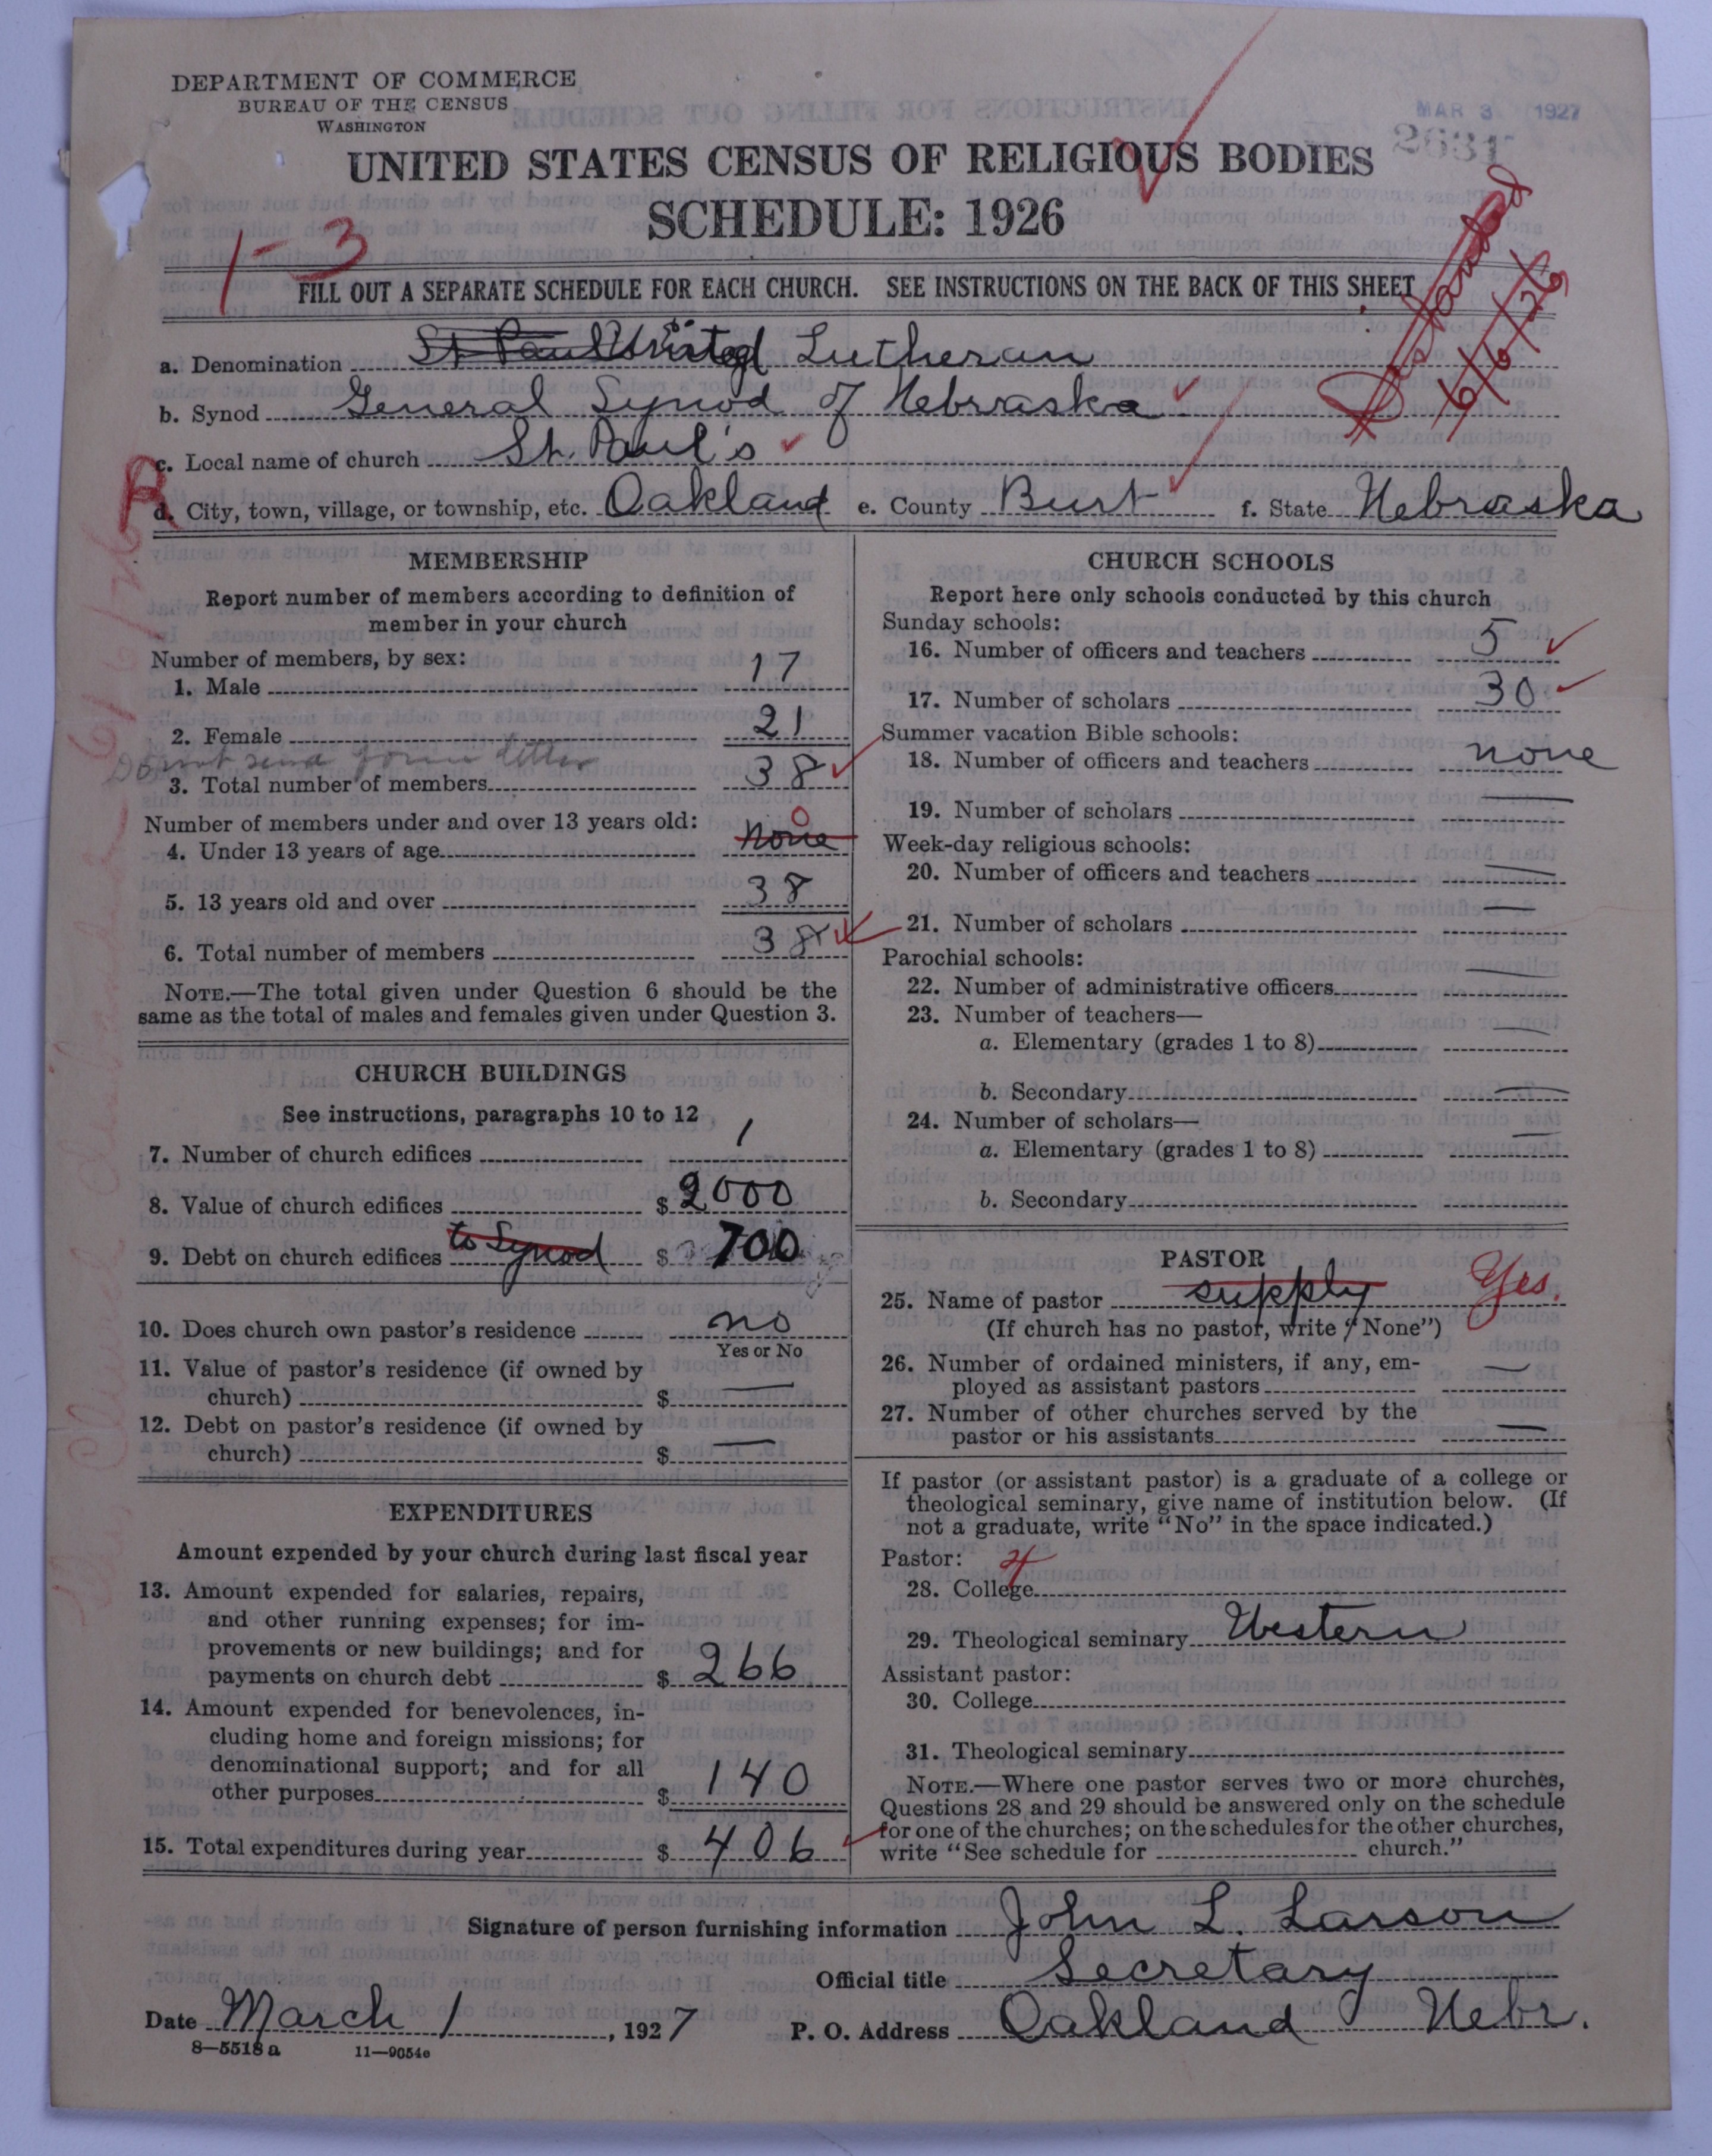 DEPARTMENT OF COMMERCE
BUREAU OF THE CENSUS
WASHINGTON
MAR 3 1927
2631
UNITED STATES CENSUS OF RELIGIOUS BODIES
SCHEDULE: 1926
1-3
FILL OUT A SEPARATE SCHEDULE FOR EACH CHURCH. SEE INSTRUCTIONS ON THE BACK OF THIS SHEET
Disbanded
6/6/26
a. Denomination St Paul United Lutheran
b. Synod General Synod of Nebraska
c. Local name of church St. Paul's
R
d. City, town, village, or township, etc. Oakland e. County Burt f. State Nebraska
MEMBERSHIP
Report number of members according to definition of
member in your church
Number of members, by sex:
1. Male 17
2. Female 21
Do not send form letter
3. Total number of members 38
Number of members under and over 13 years old:
4. Under 13 years of age none 0
5. 13 years old and over 38
6. Total number of members 38
NOTE.—The total given under Question 6 should be the
same as the total of males and females given under Question 3.
CHURCH BUILDINGS
See instructions, paragraphs 10 to 12
7. Number of church edifices 1
8. Value of church edifices $ 2000
9. Debt on church edifices to Synod $ 700
10. Does church own pastor's residence no
Yes or No
11. Value of pastor's residence (if owned by
church) $ —
12. Debt on pastor's residence (if owned by
church) $ —
EXPENDITURES
Amount expended by your church during last fiscal year
13. Amount expended for salaries, repairs,
and other running expenses; for im-
provements or new buildings; and for
payments on church debt $ 266
14. Amount expended for benevolences, in-
cluding home and foreign missions; for
denominational support; and for all
other purposes $ 140
15. Total expenditures during year $ 406
CHURCH SCHOOLS
Report here only schools conducted by this church
Sunday schools:
16. Number of officers and teachers 5
17. Number of scholars 30
Summer vacation Bible schools:
18. Number of officers and teachers none
19. Number of scholars —
Week-day religious schools:
20. Number of officers and teachers —
21. Number of scholars —
Parochial schools:
22. Number of administrative officers —
23. Number of teachers—
a. Elementary (grades 1 to 8) —
b. Secondary —
24. Number of scholars—
a. Elementary (grades 1 to 8) —
b. Secondary
PASTOR
25. Name of pastor supply Yes.
(If church has no pastor, write "None")
26. Number of ordained ministers, if any, em-
ployed as assistant pastors —
27. Number of other churches served by the
pastor or his assistants —
If pastor (or assistant pastor) is a graduate of a college or
theological seminary, give name of institution below. (If
not a graduate, write "No" in the space indicated.)
Pastor:
28. College
29. Theological seminary Western
Assistant pastor:
30. College
31. Theological seminary
NOTE.—Where one pastor serves two or more churches,
Questions 28 and 29 should be answered only on the schedule
for one of the churches; on the schedules for the other churches,
write "See schedule for church."
Signature of person furnishing information John L. Larson
Official title Secretary
Date March 1, 1927 P. O. Address Oakland Nebr.
8—5518 a 11—9054e